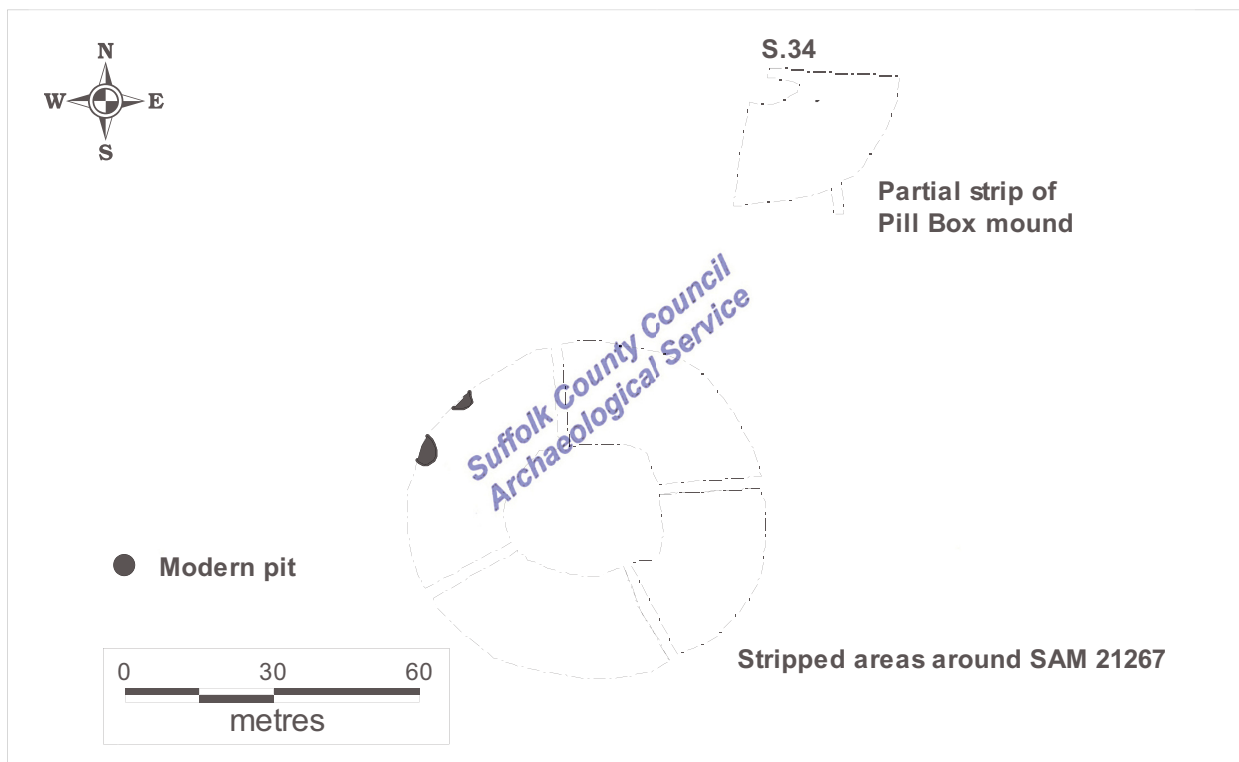 N
W E
S
S.34
Partial strip of
Pill Box mound
Suffolk County Council
Archaeological Service
Modern pit
Stripped areas around SAM 21267
0 30 60
metres